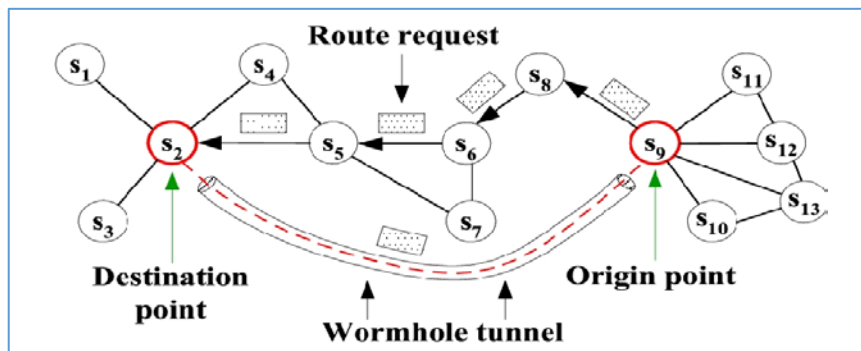 Route request
s1
s4
s8
s11
s2
s5
s6
s9
s12
s3
s7
s10
s13
Destination
point
Origin point
Wormhole tunnel